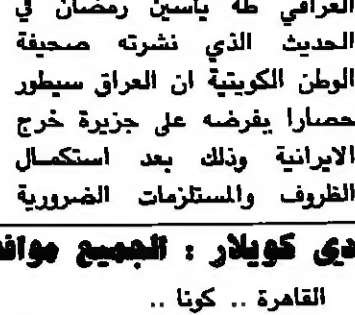 العراقي طه ياسين رمضان في
الحديث الذي نشرته صحيفة
الوطن الكويتية ان العراق سيطور
حصارا يفرضه على جزيرة خرج
الايرانية وذلك بعد استكمال
الظروف والمستلزمات الضرورية
دي كويلار : الجميع موافق
القاهرة .. كونا ..